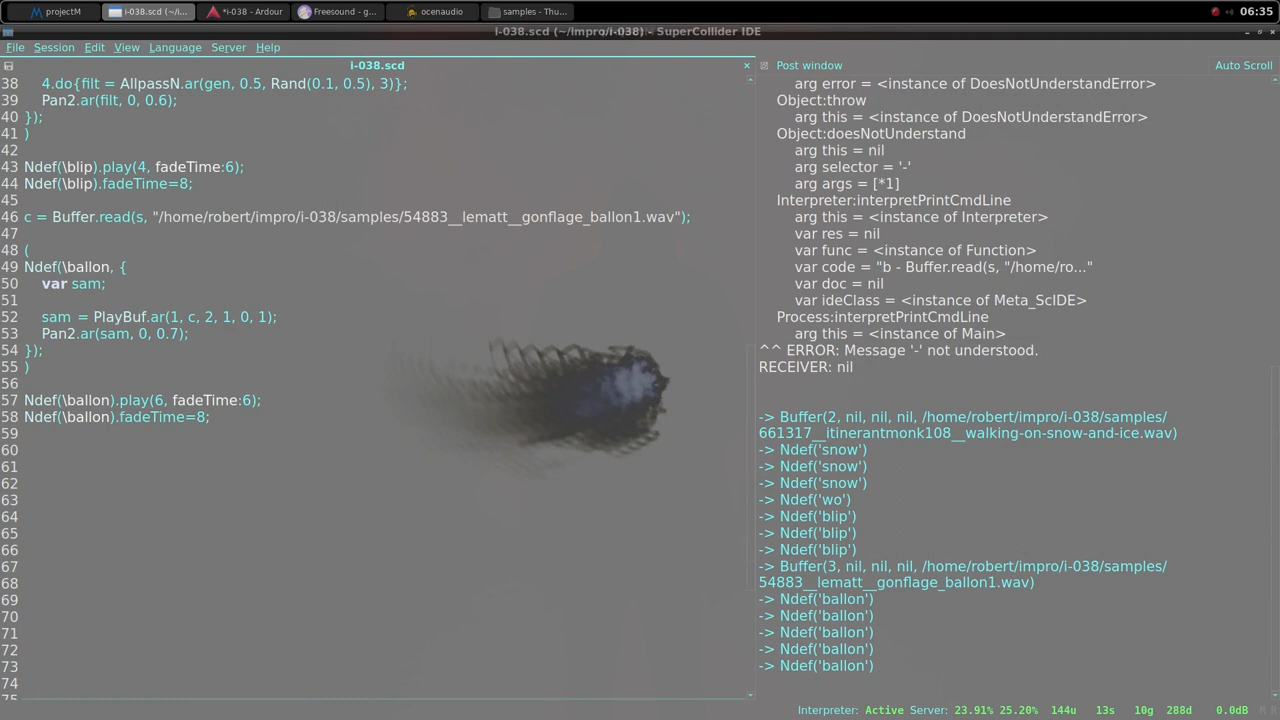 projectM
i-038.scd (~/i...
*i-038 - Ardour
Freesound - g...
ocenaudio
samples - Thu...
06:35
i-038.scd (~/impro/i-038) - SuperCollider IDE
File Session Edit View Language Server Help
i-038.scd
38 4.do{filt = AllpassN.ar(gen, 0.5, Rand(0.1, 0.5), 3)};
39 Pan2.ar(filt, 0, 0.6);
40 });
41 )
42
43 Ndef(\blip).play(4, fadeTime:6);
44 Ndef(\blip).fadeTime=8;
45
46 c = Buffer.read(s, "/home/robert/impro/i-038/samples/54883__lematt__gonflage_ballon1.wav");
47
48 (
49 Ndef(\ballon, {
50 var sam;
51
52 sam = PlayBuf.ar(1, c, 2, 1, 0, 1);
53 Pan2.ar(sam, 0, 0.7);
54 });
55 )
56
57 Ndef(\ballon).play(6, fadeTime:6);
58 Ndef(\ballon).fadeTime=8;
59
60
61
62
63
64
65
66
67
68
69
70
71
72
73
74
75
Post window Auto Scroll
arg error = <instance of DoesNotUnderstandError>
Object:throw
arg this = <instance of DoesNotUnderstandError>
Object:doesNotUnderstand
arg this = nil
arg selector = '-'
arg args = [*1]
Interpreter:interpretPrintCmdLine
arg this = <instance of Interpreter>
var res = nil
var func = <instance of Function>
var code = "b - Buffer.read(s, "/home/ro..."
var doc = nil
var ideClass = <instance of Meta_ScIDE>
Process:interpretPrintCmdLine
arg this = <instance of Main>
^^ ERROR: Message '-' not understood.
RECEIVER: nil
-> Buffer(2, nil, nil, nil, /home/robert/impro/i-038/samples/
661317__itinerantmonk108__walking-on-snow-and-ice.wav)
-> Ndef('snow')
-> Ndef('snow')
-> Ndef('snow')
-> Ndef('wo')
-> Ndef('blip')
-> Ndef('blip')
-> Ndef('blip')
-> Buffer(3, nil, nil, nil, /home/robert/impro/i-038/samples/
54883__lematt__gonflage_ballon1.wav)
-> Ndef('ballon')
-> Ndef('ballon')
-> Ndef('ballon')
-> Ndef('ballon')
-> Ndef('ballon')
Interpreter: Active Server: 23.91% 25.20% 144u 13s 10g 288d 0.0dB